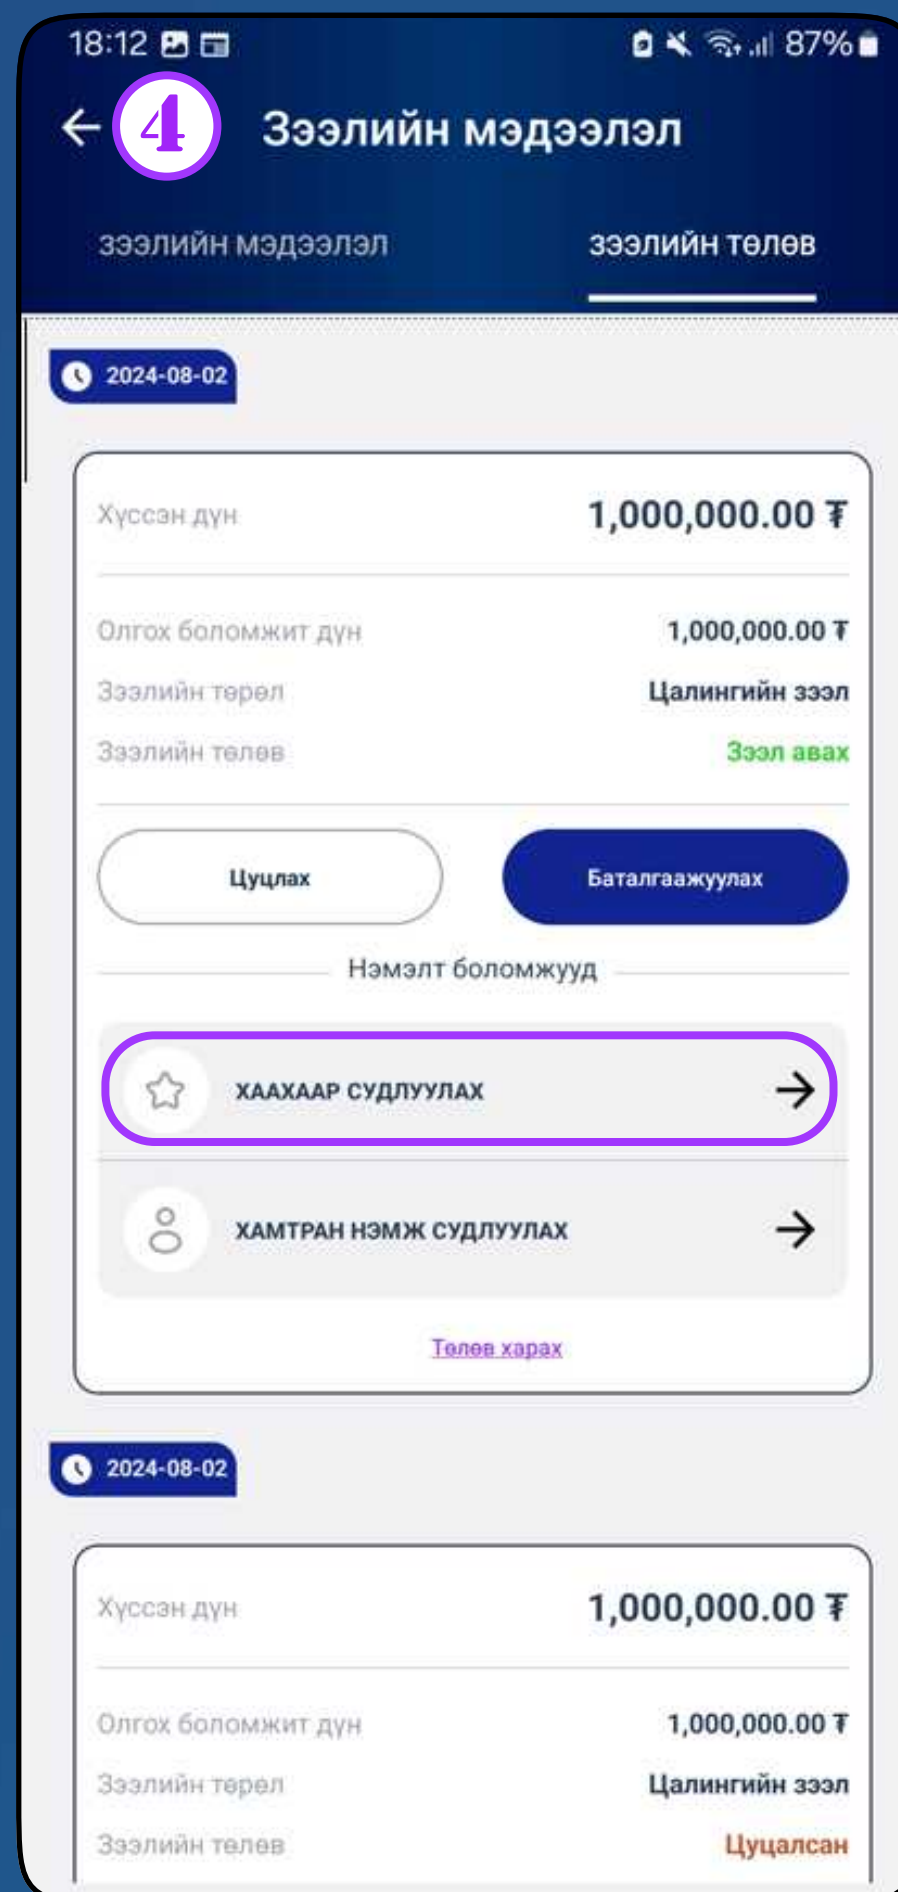 18:12 87%
4 Зээлийн мэдээлэл
ЗЭЭЛИЙН МЭДЭЭЛЭЛ ЗЭЭЛИЙН ТӨЛӨВ
2024-08-02
Хүссэн дүн 1,000,000.00 ₮
Олгох боломжит дүн 1,000,000.00 ₮
Зээлийн төрөл Цалингийн зээл
Зээлийн төлөв Зээл авах
Цуцлах Баталгаажуулах
Нэмэлт боломжууд
ХААХААР СУДЛУУЛАХ
ХАМТРАН НЭМЖ СУДЛУУЛАХ
Төлөв харах
2024-08-02
Хүссэн дүн 1,000,000.00 ₮
Олгох боломжит дүн 1,000,000.00 ₮
Зээлийн төрөл Цалингийн зээл
Зээлийн төлөв Цуцалсан